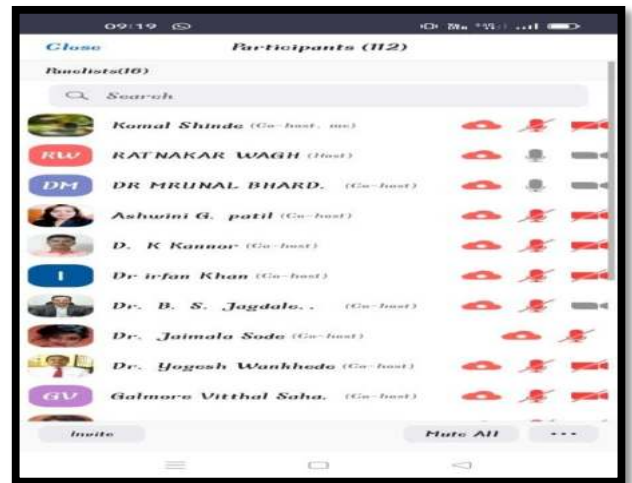 09:19
Close Participants (112)
Panelists(16)
Search
Komal Shinde (Co-host, me)
RW RATNAKAR WAGH (Host)
DM DR MRUNAL BHARD. (Co-host)
Ashwini G. patil (Co-host)
D. K Kannor (Co-host)
I Dr irfan Khan (Co-host)
Dr. B. S. Jagdale. . (Co-host)
Dr. Jaimala Sode (Co-host)
Dr. Yogesh Wankhede (Co-host)
GV Galmore Vitthal Saha. (Co-host)
Invite Mute All ...